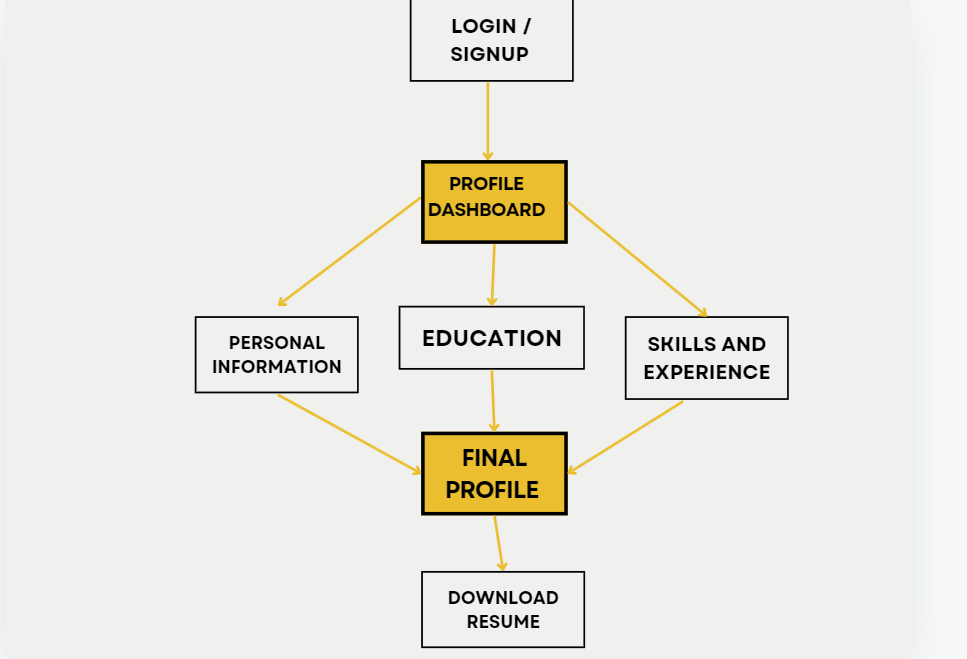 LOGIN /
SIGNUP
PROFILE
DASHBOARD
PERSONAL
INFORMATION
EDUCATION
SKILLS AND
EXPERIENCE
FINAL
PROFILE
DOWNLOAD
RESUME